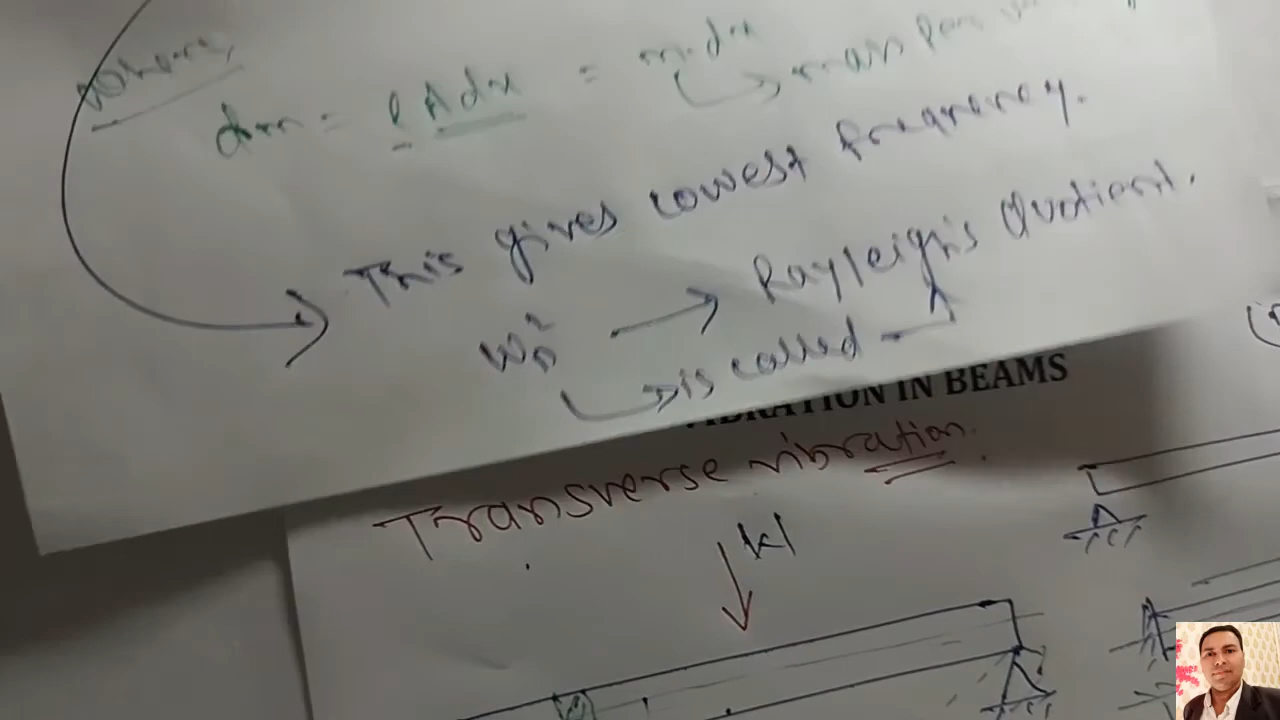 where,
dm = ρAdx = m.dx
mass per
This gives lowest frequency.
ωn² → Rayleigh's Quotient.
is called
VIBRATION IN BEAMS
Transverse vibration.